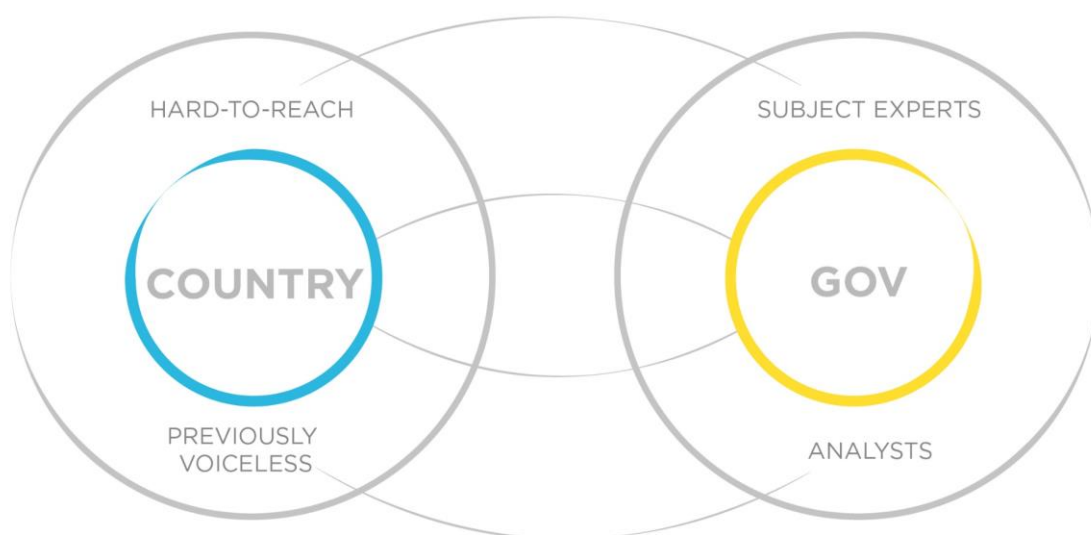 HARD-TO-REACH
SUBJECT EXPERTS
COUNTRY
GOV
PREVIOUSLY
VOICELESS
ANALYSTS